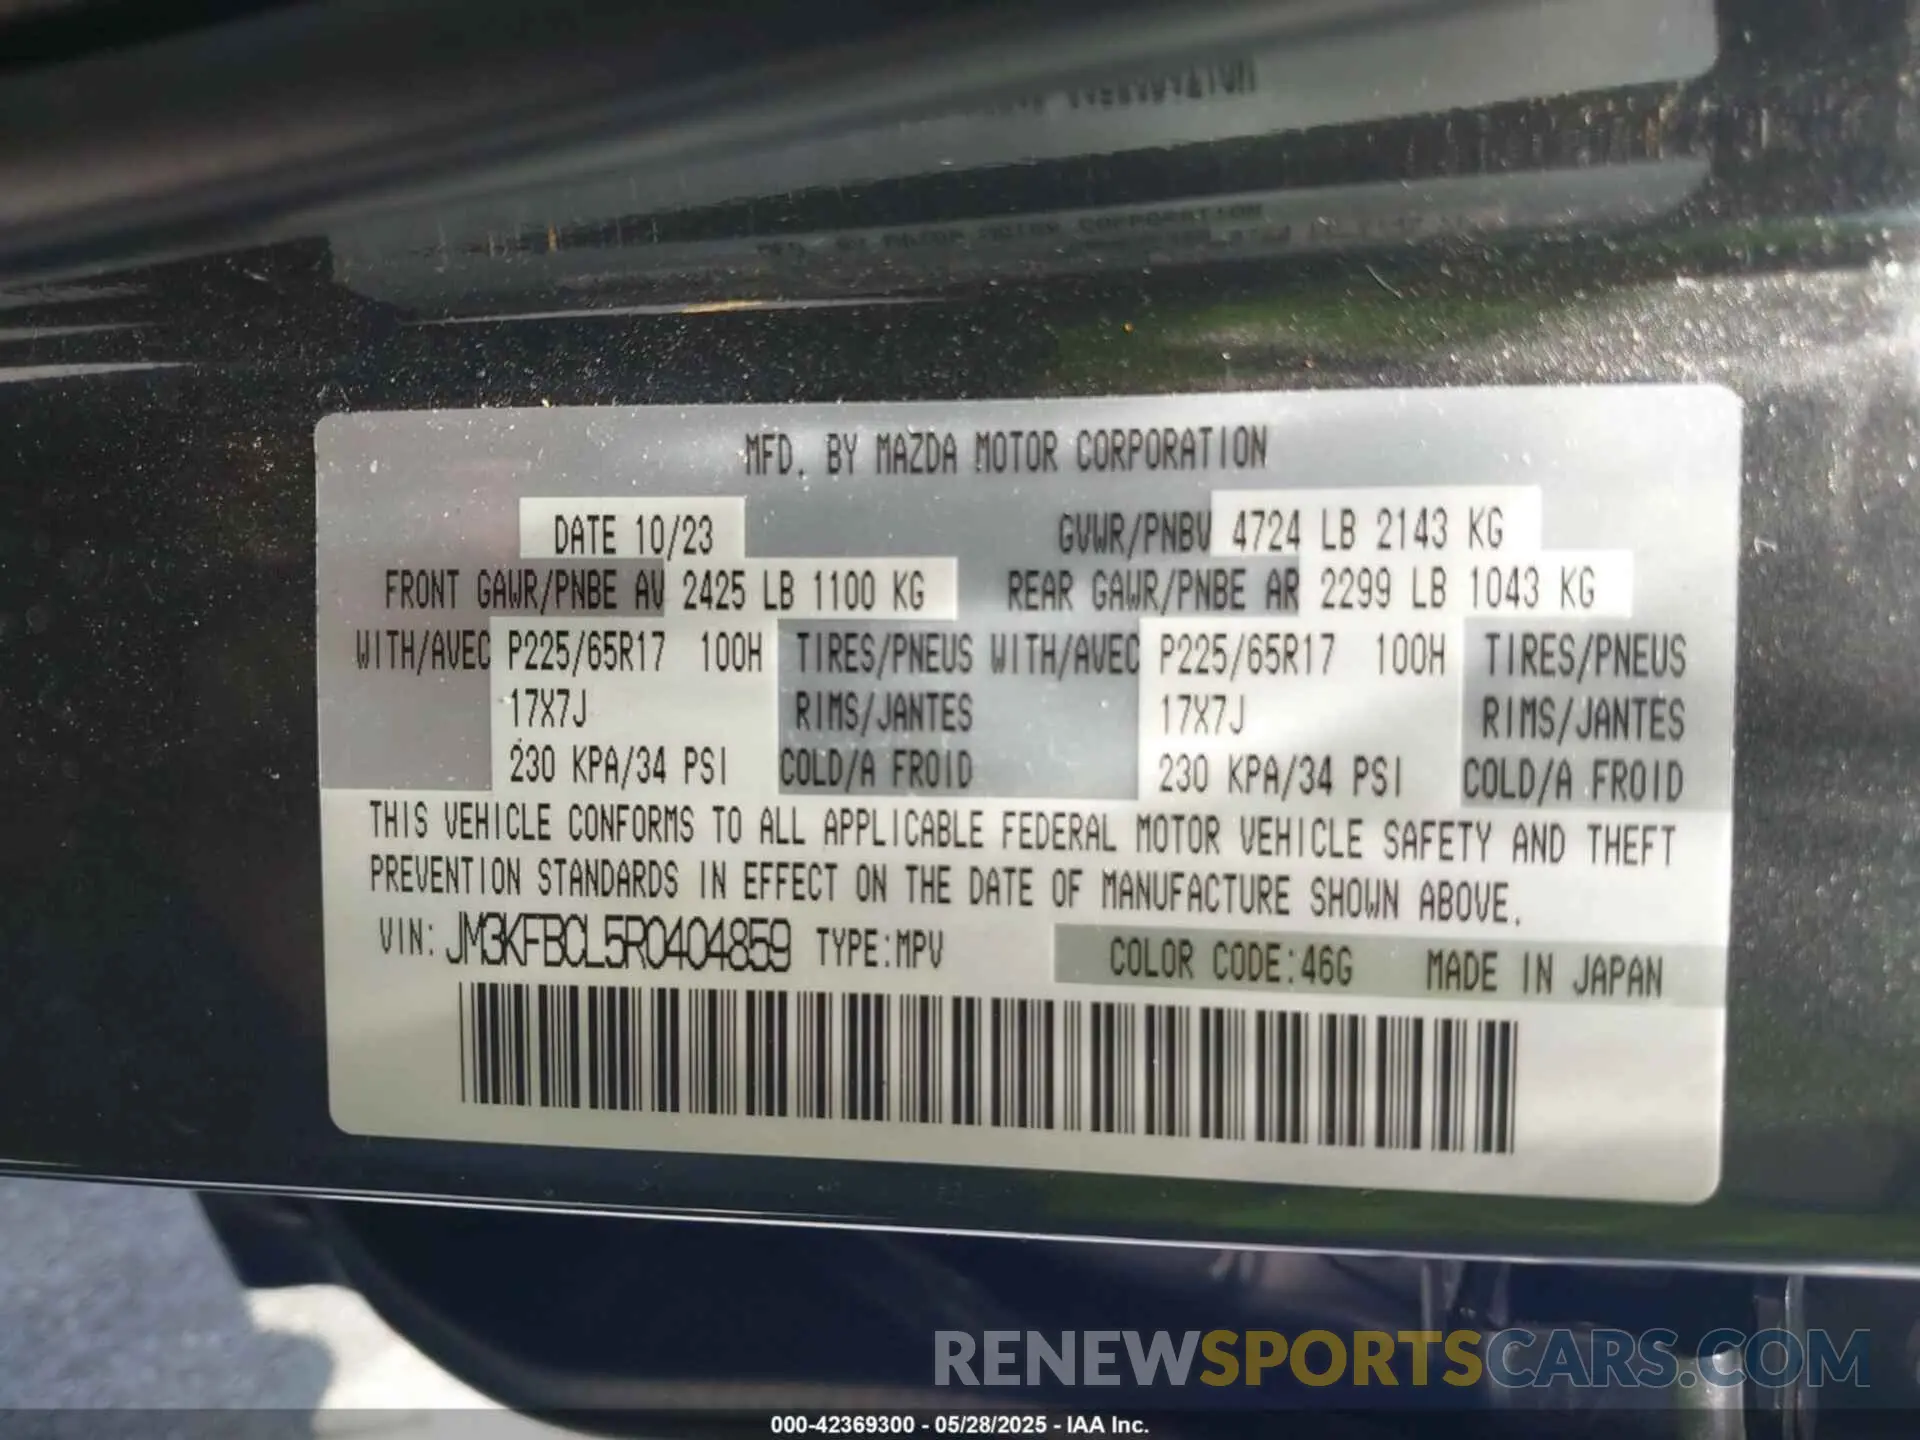 MFD. BY MAZDA MOTOR CORPORATION
DATE 10/23 GVWR/PNBV 4724 LB 2143 KG
FRONT GAWR/PNBE AV 2425 LB 1100 KG REAR GAWR/PNBE AR 2299 LB 1043 KG
WITH/AVEC P225/65R17 100H TIRES/PNEUS WITH/AVEC P225/65R17 100H TIRES/PNEUS
17X7J RIMS/JANTES 17X7J RIMS/JANTES
230 KPA/34 PSI COLD/A FROID 230 KPA/34 PSI COLD/A FROID
THIS VEHICLE CONFORMS TO ALL APPLICABLE FEDERAL MOTOR VEHICLE SAFETY AND THEFT
PREVENTION STANDARDS IN EFFECT ON THE DATE OF MANUFACTURE SHOWN ABOVE.
VIN: JM3KFBCL5R0404859 TYPE:MPV COLOR CODE:46G MADE IN JAPAN
RENEWSPORTSCARS.COM
000-42369300 - 05/28/2025 - IAA Inc.